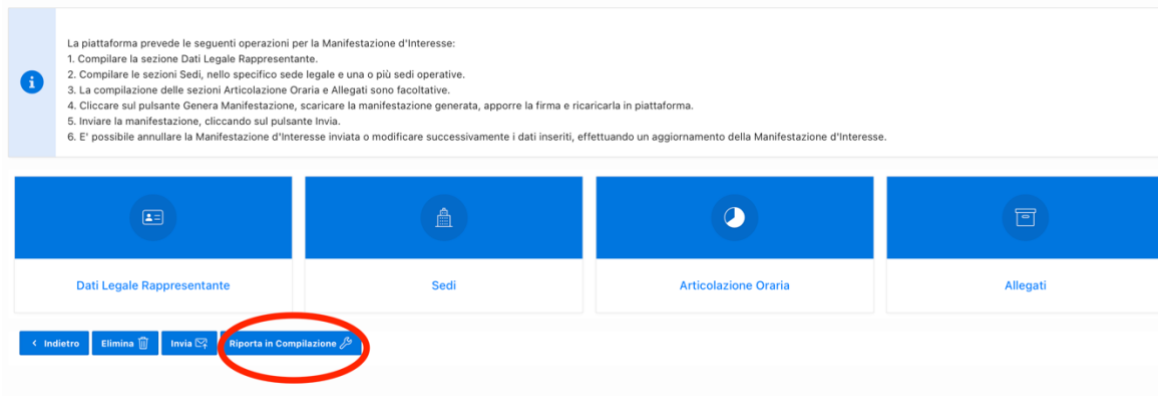 La piattaforma prevede le seguenti operazioni per la Manifestazione d'Interesse:
1. Compilare la sezione Dati Legale Rappresentante.
2. Compilare le sezioni Sedi, nello specifico sede legale e una o più sedi operative.
3. La compilazione delle sezioni Articolazione Oraria e Allegati sono facoltative.
4. Cliccare sul pulsante Genera Manifestazione, scaricare la manifestazione generata, apporre la firma e ricaricarla in piattaforma.
5. Inviare la manifestazione, cliccando sul pulsante Invia.
6. E' possibile annullare la Manifestazione d'Interesse inviata o modificare successivamente i dati inseriti, effettuando un aggiornamento della Manifestazione d'Interesse.
Dati Legale Rappresentante
Sedi
Articolazione Oraria
Allegati
Indietro
Elimina
Invia
Riporta in Compilazione